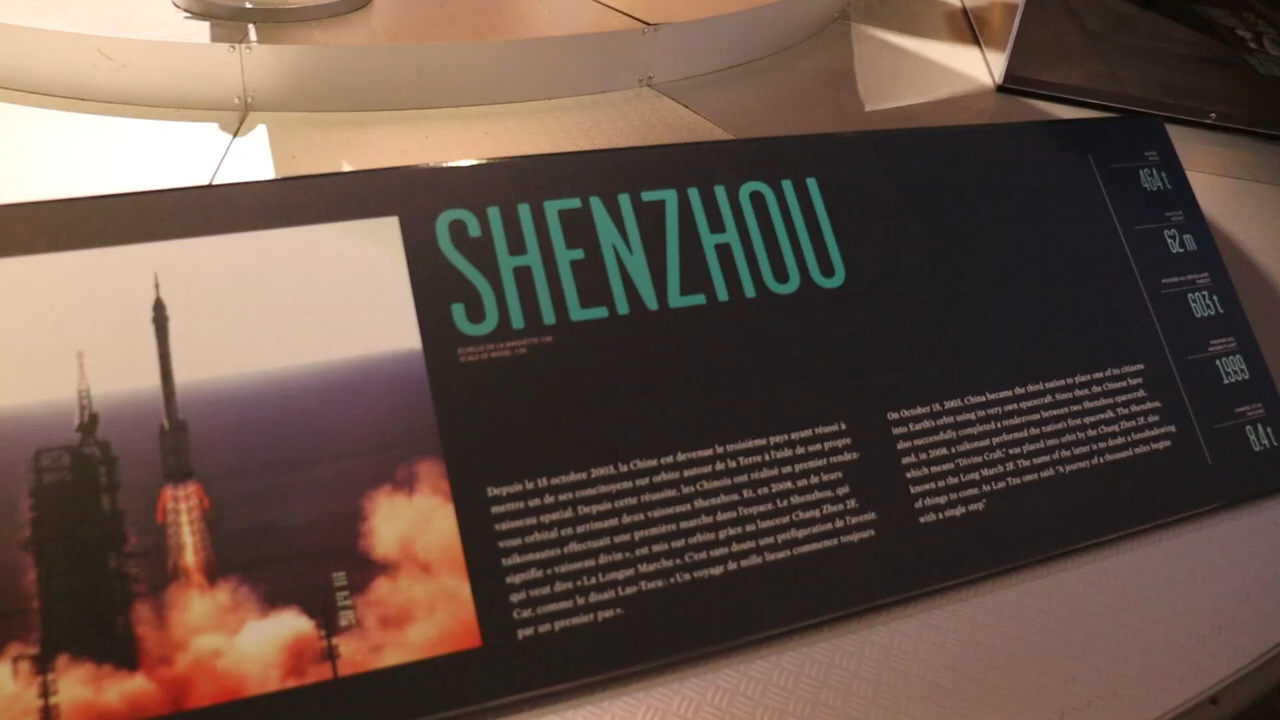 SHENZHOU
ÉCHELLE DE LA MAQUETTE
SCALE OF MODEL
Depuis le 15 octobre 2003, la Chine est devenue le troisième pays ayant réussi à
mettre un de ses concitoyens sur orbite autour de la Terre à l'aide de son propre
vaisseau spatial. Depuis cette réussite, les Chinois ont réalisé un premier rendez-
vous orbital en arrimant deux vaisseaux Shenzhou. Et, en 2008, un de leurs
taïkonautes effectuait une première marche dans l'espace. Le Shenzhou, qui
signifie « vaisseau divin », est mis sur orbite grâce au lanceur Chang Zhen 2F,
qui veut dire « La Longue Marche ». C'est sans doute une préfiguration de l'avenir.
Car, comme le disait Lao-Tseu : « Un voyage de mille lieues commence toujours
par un premier pas ».
On October 15, 2003, China became the third nation to place one of its citizens
into Earth's orbit using its very own spacecraft. Since then, the Chinese have
also successfully completed a rendezvous between two Shenzhou spacecraft,
and, in 2008, a taikonaut performed the nation's first spacewalk. The Shenzhou,
which means "Divine Craft," was placed into orbit by the Chang Zhen 2F, also
known as the Long March 2F. The name of the latter is no doubt a foreshadowing
of things to come. As Lao Tzu once said: "A journey of a thousand miles begins
with a single step."
464 t
62 m
603 t
1999
8.4 t